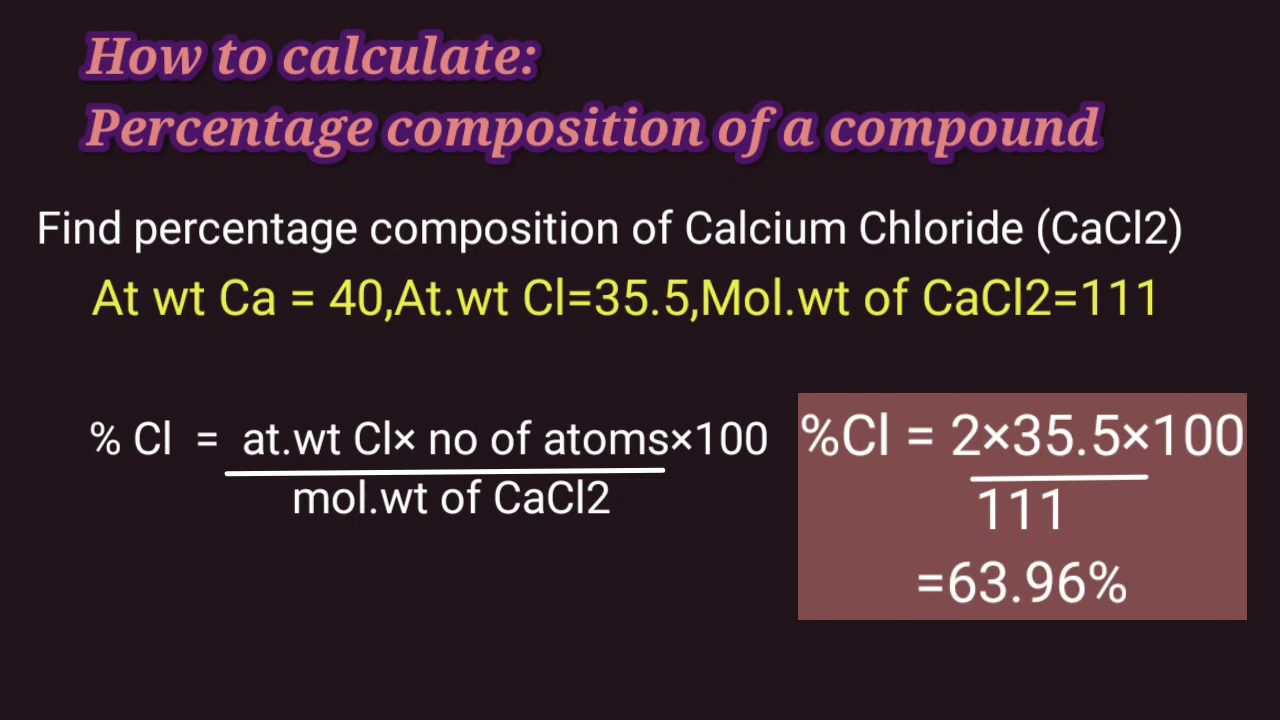 How to calculate:
Percentage composition of a compound
Find percentage composition of Calcium Chloride (CaCl2)
At wt Ca = 40,At.wt Cl=35.5,Mol.wt of CaCl2=111
% Cl = at.wt Cl× no of atoms×100
mol.wt of CaCl2
%Cl = 2×35.5×100
111
=63.96%